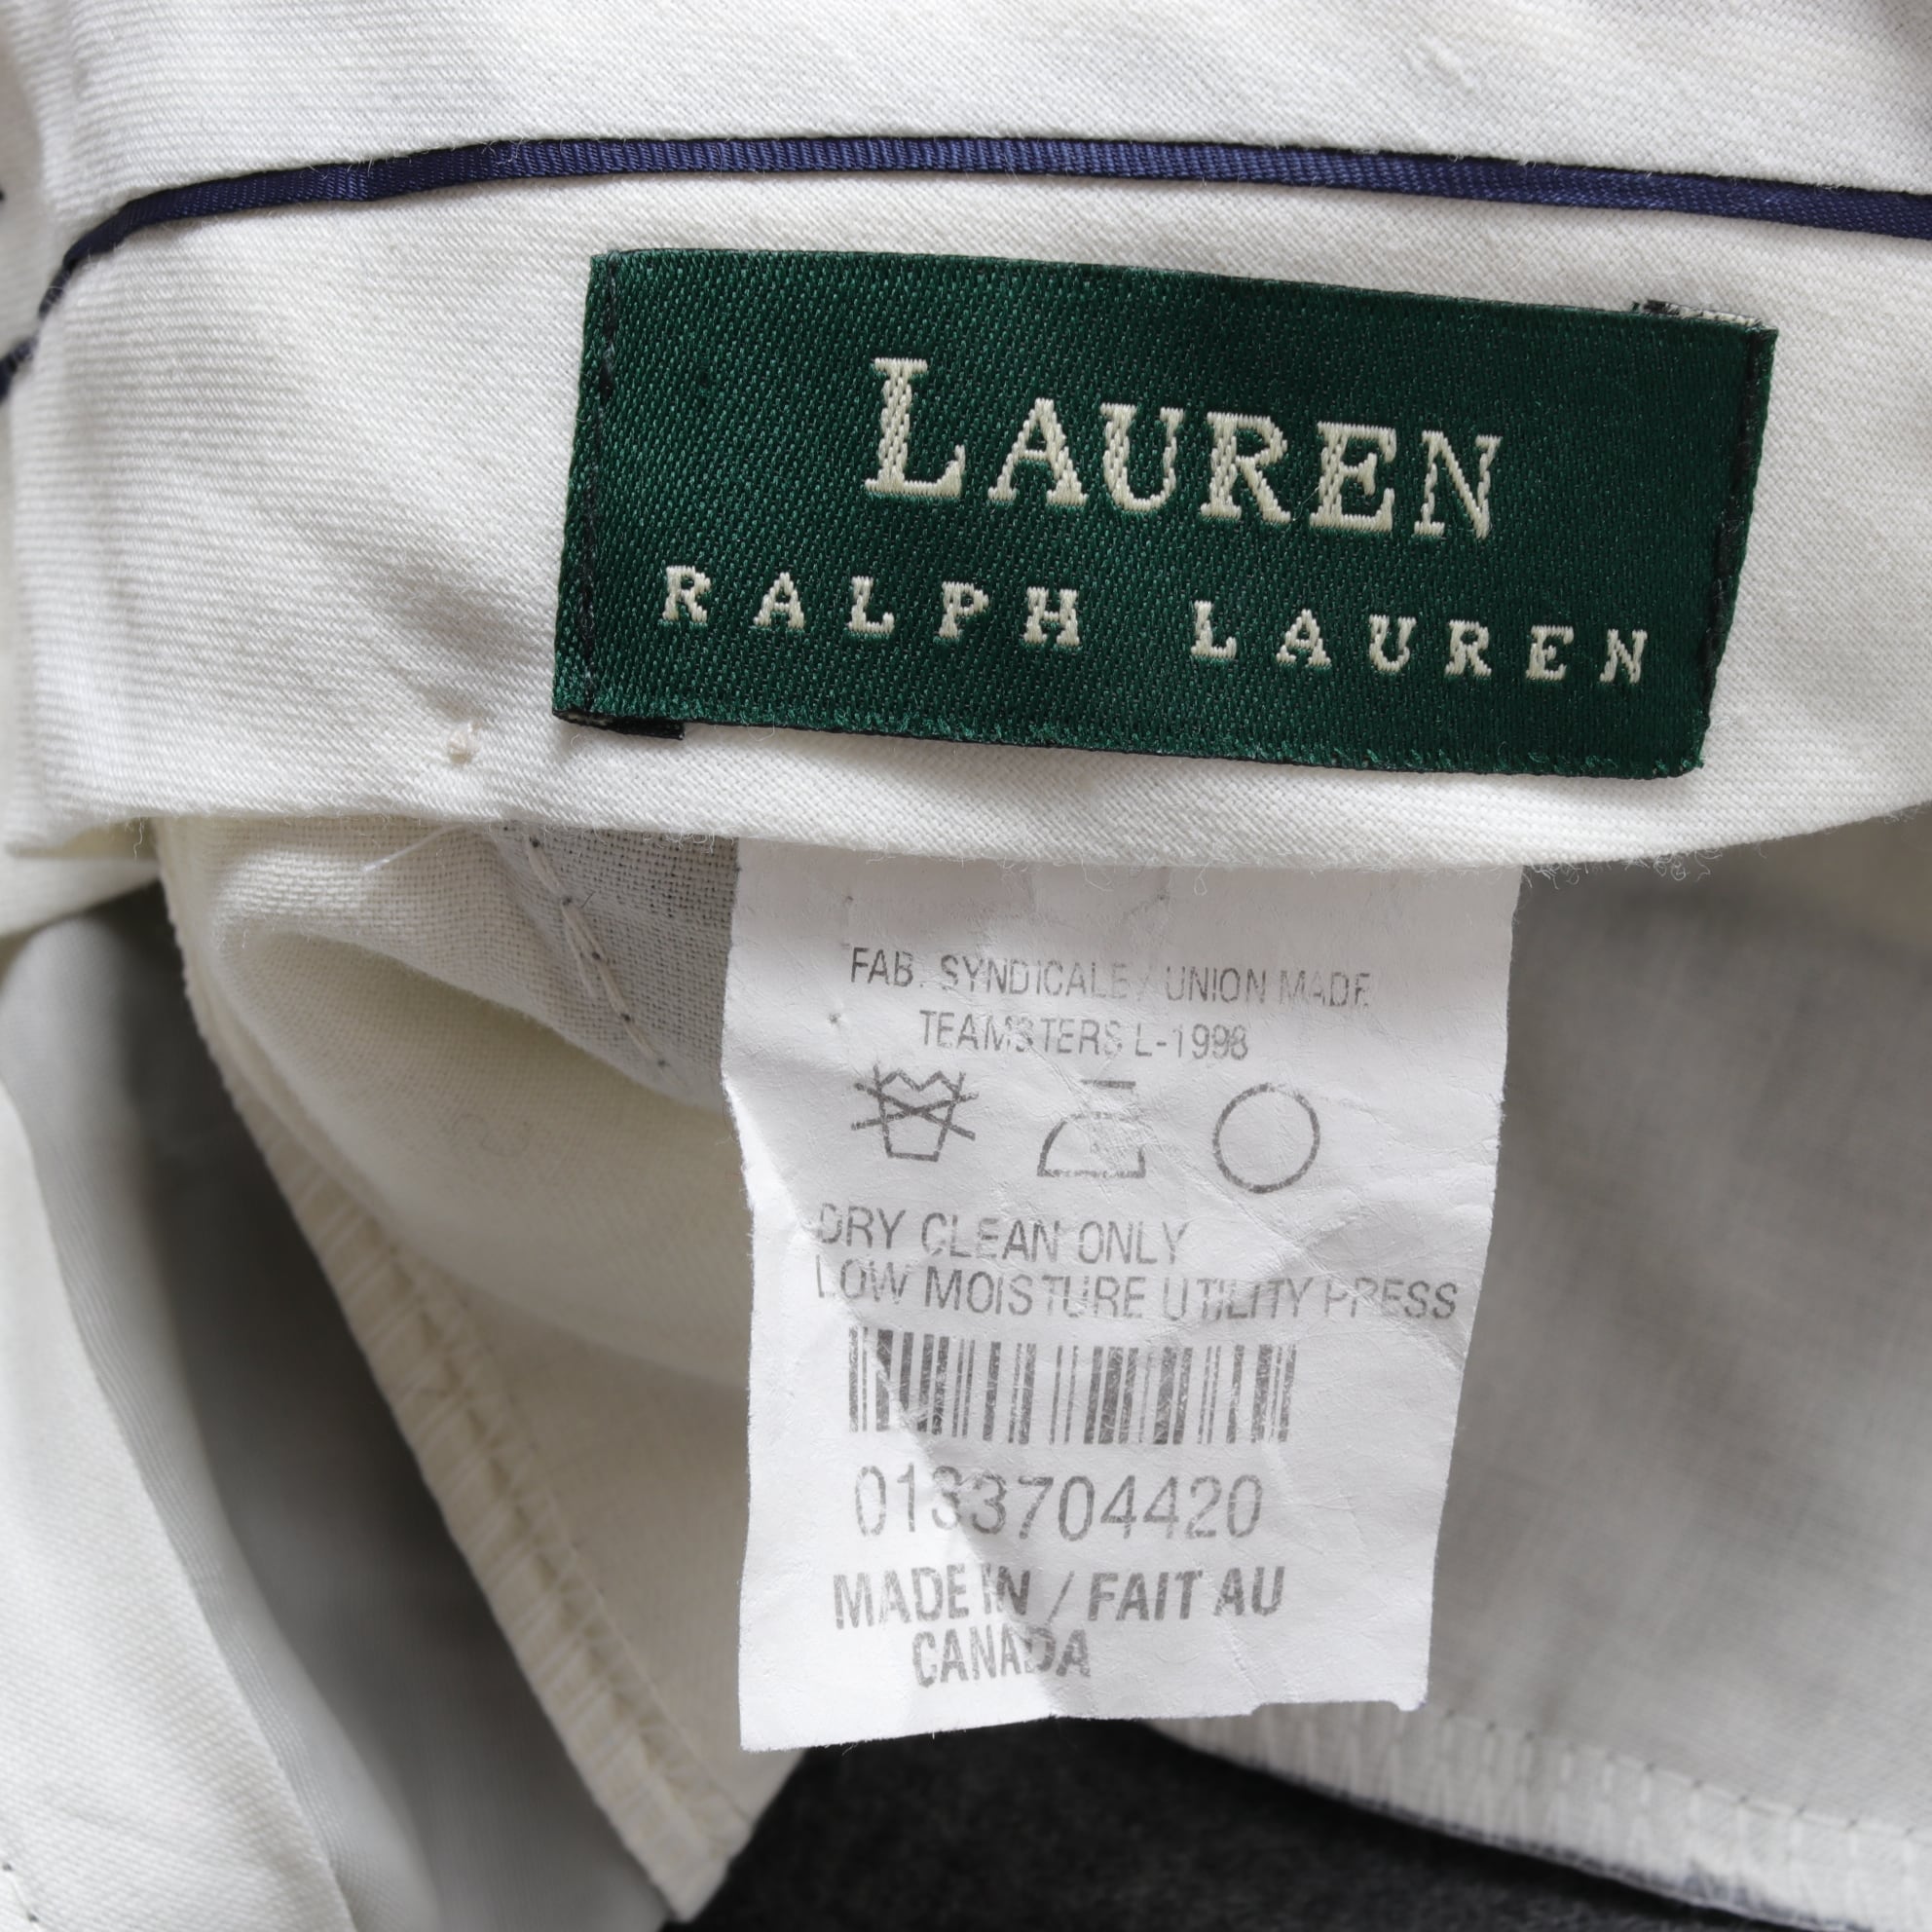 LAUREN
RALPH LAUREN
FAB. SYNDICALE / UNION MADE
TEAMSTERS L-1998
DRY CLEAN ONLY
LOW MOISTURE UTILITY PRESS
0133704420
MADE IN / FAIT AU
CANADA